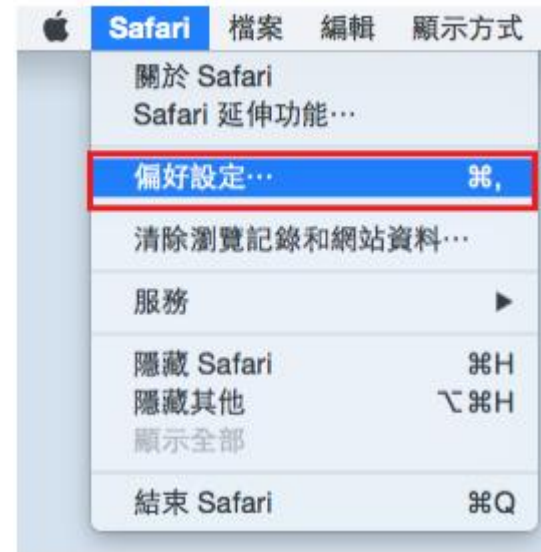 Safari 檔案 編輯 顯示方式
關於 Safari
Safari 延伸功能⋯
偏好設定⋯ ⌘,
清除瀏覽記錄和網站資料⋯
服務 ▶
隱藏 Safari ⌘H
隱藏其他 ⌥⌘H
顯示全部
結束 Safari ⌘Q